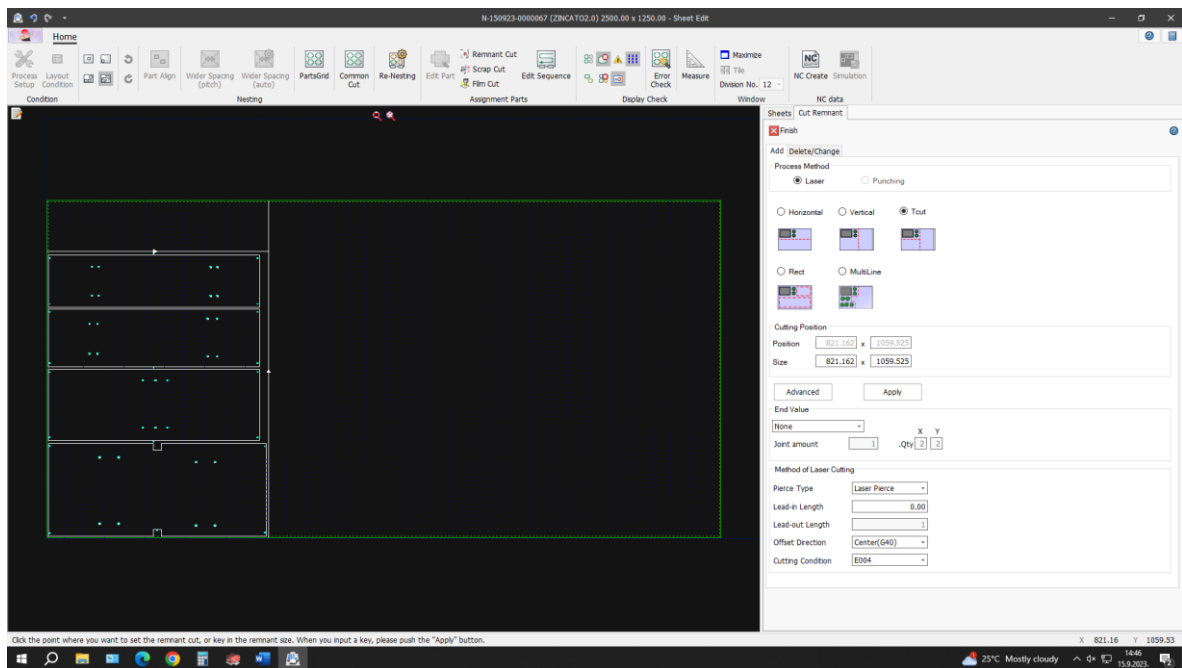 N-150923-0000067 (ZINCATO2.0) 2500.00 x 1250.00 - Sheet Edit
Home
Process Setup
Layout Condition
Condition
Part Align
Wider Spacing (pitch)
Wider Spacing (auto)
PartsGrid
Common Cut
Re-Nesting
Nesting
Edit Part
Remnant Cut
Scrap Cut
Film Cut
Edit Sequence
Assignment Parts
Error Check
Measure
Display Check
Maximize
Tile
Division No. 12
Window
NC
NC Create
Simulation
NC data
Sheets Cut Remnant
Finish
Add Delete/Change
Process Method
Laser Punching
Horizontal Vertical Tcut
Rect MultiLine
Cutting Position
Position 821.162 x 1059.525
Size 821.162 x 1059.525
Advanced Apply
End Value
None
X Y
Joint amount 1 .Qty 2 2
Method of Laser Cutting
Pierce Type Laser Pierce
Lead-in Length 0.00
Lead-out Length 1
Offset Direction Center(G40)
Cutting Condition E004
Click the point where you want to set the remnant cut, or key in the remnant size. When you input a key, please push the "Apply" button.
X 821.16 Y 1059.53
25°C Mostly cloudy
14:46
15.9.2023.